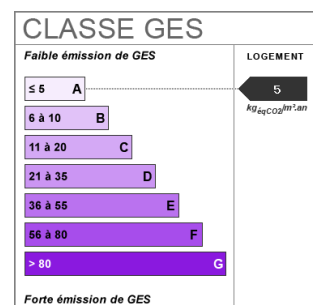 CLASSE GES
Faible émission de GES
LOGEMENT
≤ 5 A
5
kgéqCO2/m².an
6 à 10 B
11 à 20 C
21 à 35 D
36 à 55 E
56 à 80 F
> 80 G
Forte émission de GES